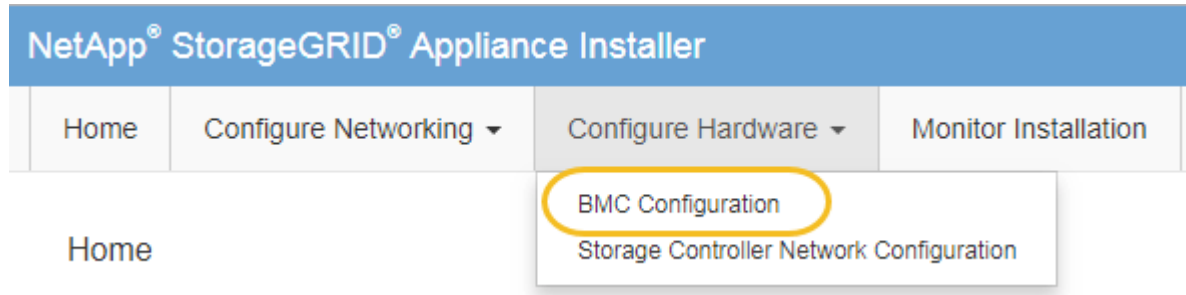 NetApp® StorageGRID® Appliance Installer
Home Configure Networking Configure Hardware Monitor Installation
BMC Configuration
Storage Controller Network Configuration
Home